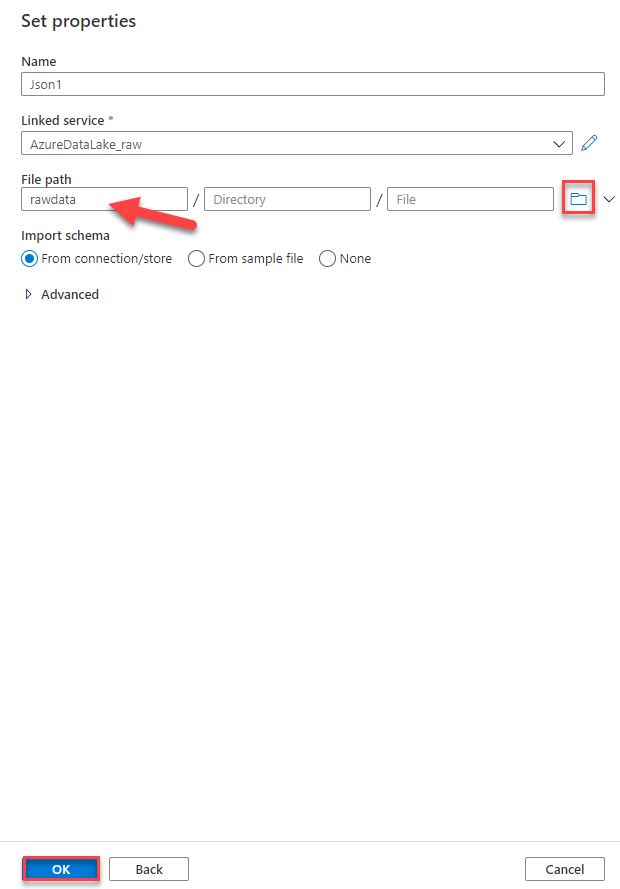 Set properties
Name
Json1
Linked service *
AzureDataLake_raw
File path
rawdata / Directory / File
Import schema
From connection/store From sample file None
Advanced
OK Back Cancel